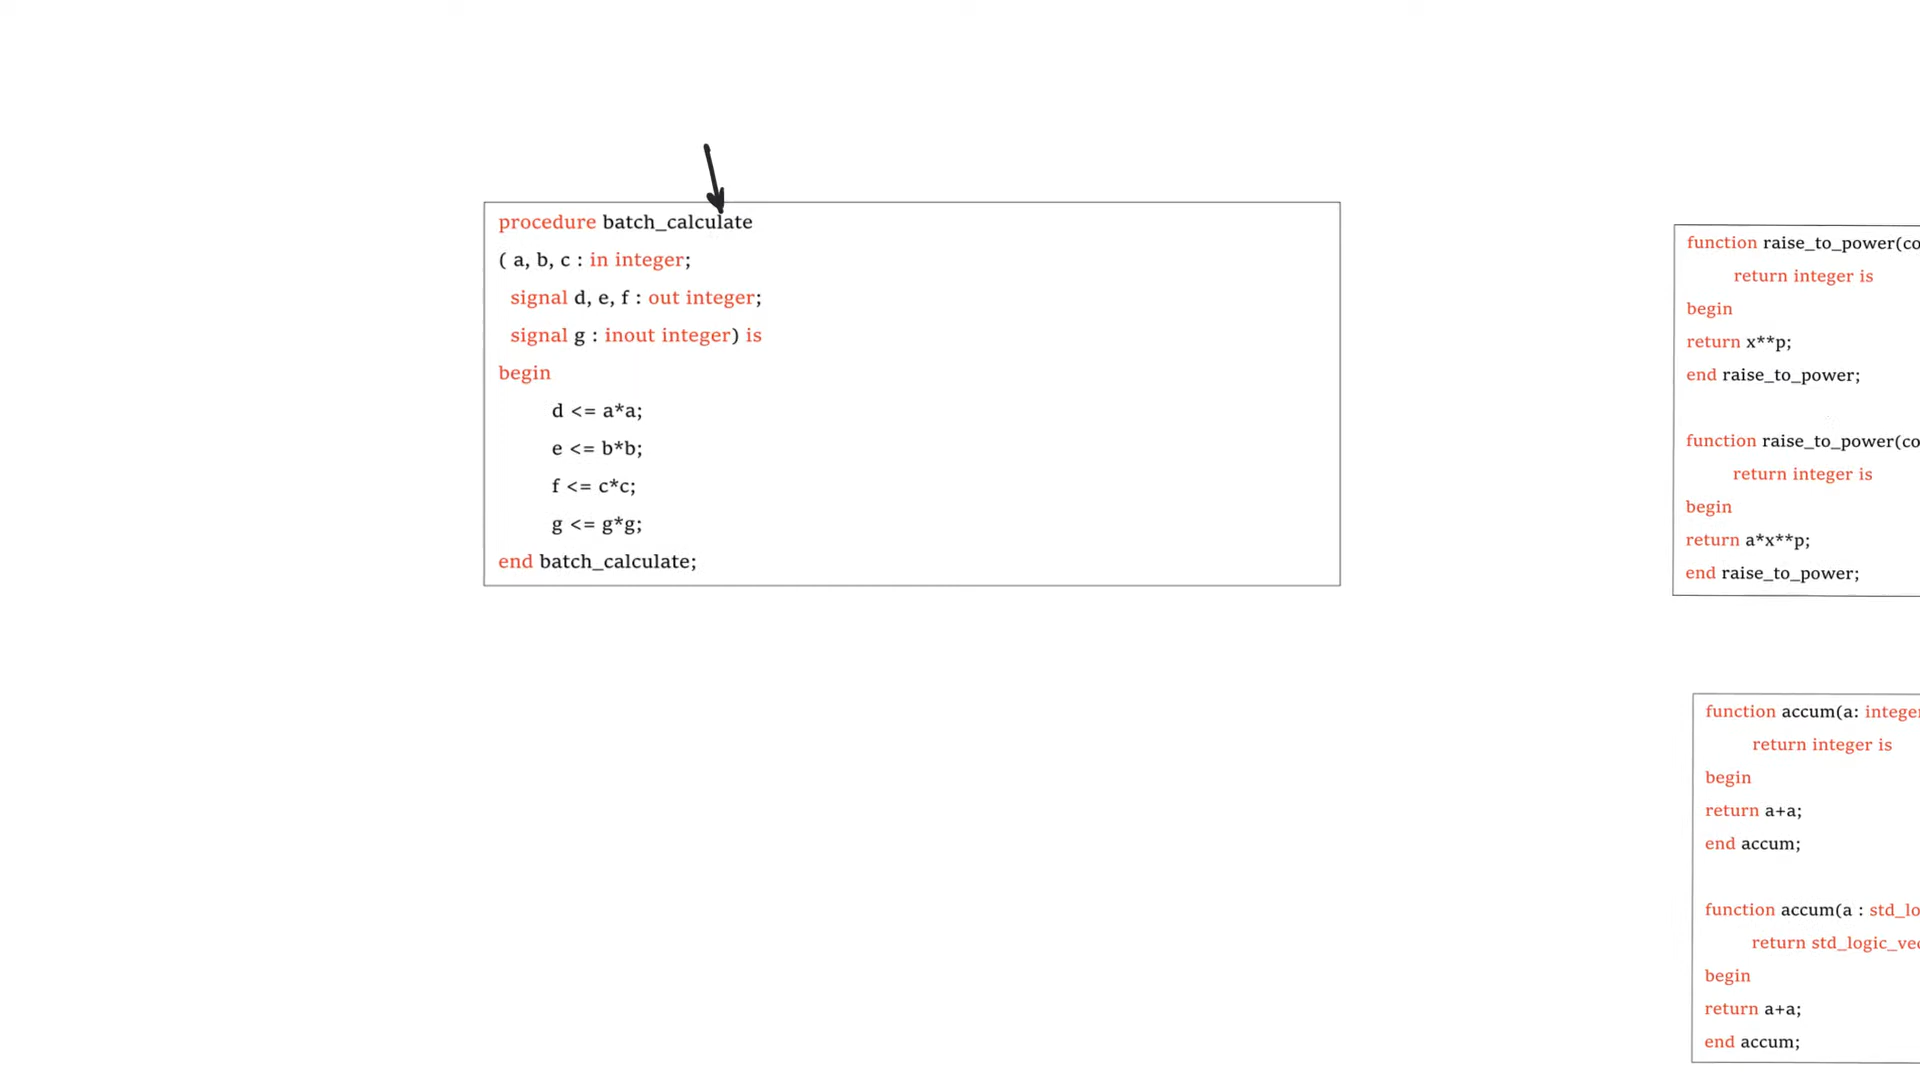 procedure batch_calculate
( a, b, c : in integer;
signal d, e, f : out integer;
signal g : inout integer) is
begin
d <= a*a;
e <= b*b;
f <= c*c;
g <= g*g;
end batch_calculate;
function raise_to_power(co
return integer is
begin
return x**p;
end raise_to_power;
function raise_to_power(co
return integer is
begin
return a*x**p;
end raise_to_power;
function accum(a: integer
return integer is
begin
return a+a;
end accum;
function accum(a : std_lo
return std_logic_vec
begin
return a+a;
end accum;